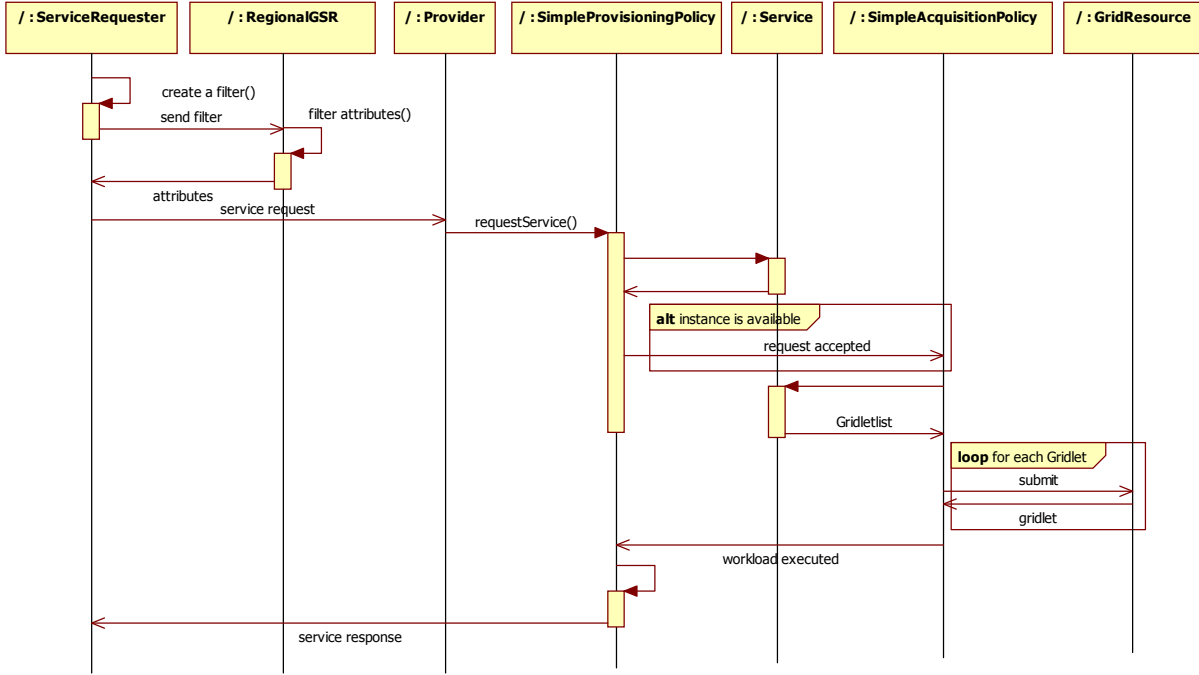 / : ServiceRequester
/ : RegionalGSR
/ : Provider
/ : SimpleProvisioningPolicy
/ : Service
/ : SimpleAcquisitionPolicy
/ : GridResource
create a filter()
send filter
filter attributes()
attributes
service request
requestService()
alt instance is available
request accepted
Gridletlist
loop for each Gridlet
submit
gridlet
workload executed
service response